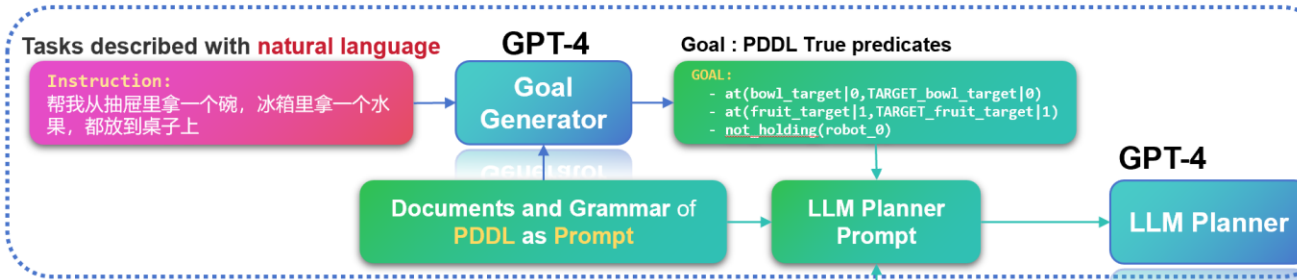 Tasks described with natural language
GPT-4
Goal : PDDL True predicates
Instruction:
帮我从抽屉里拿一个碗，冰箱里拿一个水
果，都放到桌子上
Goal
Generator
GOAL:
- at(bowl_target|0,TARGET_bowl_target|0)
- at(fruit_target|1,TARGET_fruit_target|1)
- not_holding(robot_0)
GPT-4
Documents and Grammar of
PDDL as Prompt
LLM Planner
Prompt
LLM Planner